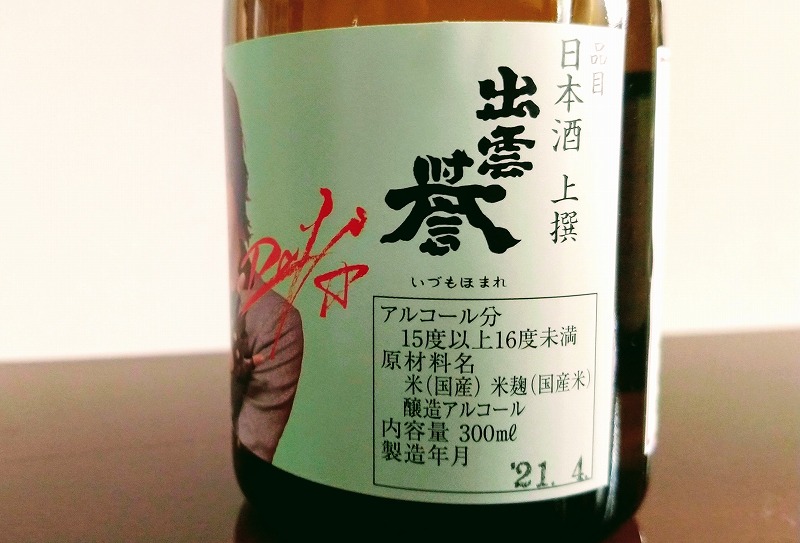 品目
日本酒 上撰
出雲
誉
いづもほまれ
アルコール分
15度以上16度未満
原材料名
米(国産) 米麹(国産米)
醸造アルコール
内容量 300mℓ
製造年月
'21. 4.